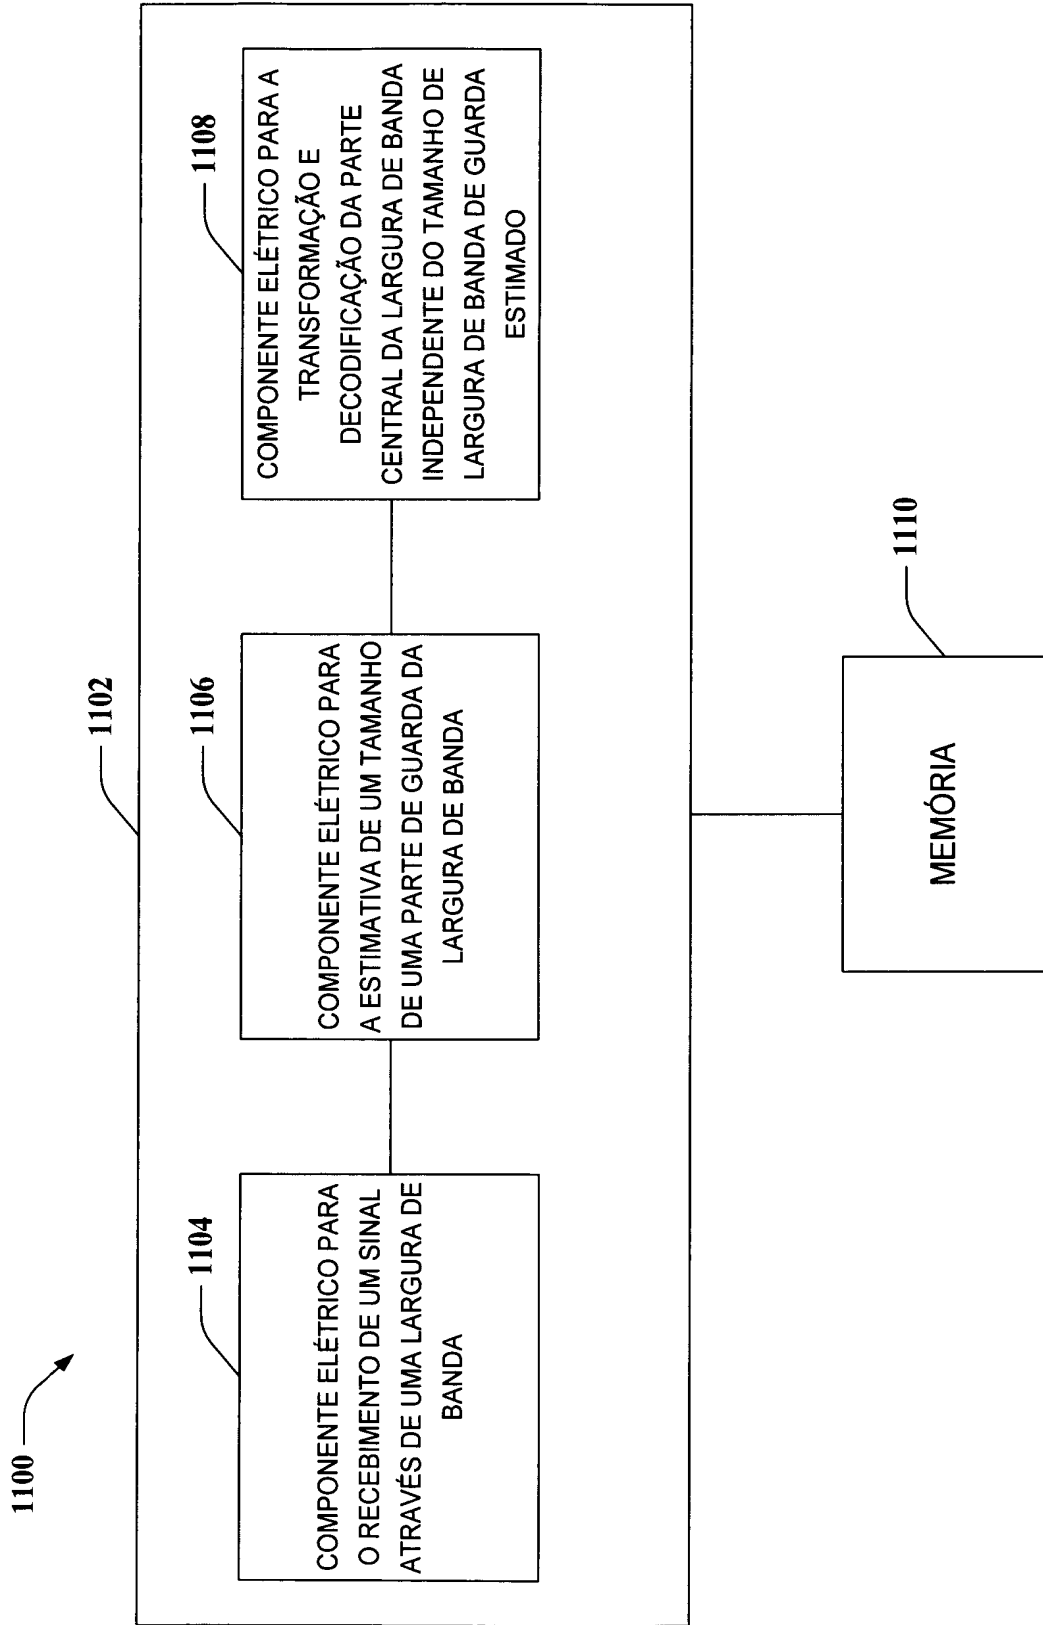 1100
1102
1104
COMPONENTE ELÉTRICO PARA
O RECEBIMENTO DE UM SINAL
ATRAVÉS DE UMA LARGURA DE
BANDA
1106
COMPONENTE ELÉTRICO PARA
A ESTIMATIVA DE UM TAMANHO
DE UMA PARTE DE GUARDA DA
LARGURA DE BANDA
1108
COMPONENTE ELÉTRICO PARA A
TRANSFORMAÇÃO E
DECODIFICAÇÃO DA PARTE
CENTRAL DA LARGURA DE BANDA
INDEPENDENTE DO TAMANHO DE
LARGURA DE BANDA DE GUARDA
ESTIMADO
1110
MEMÓRIA